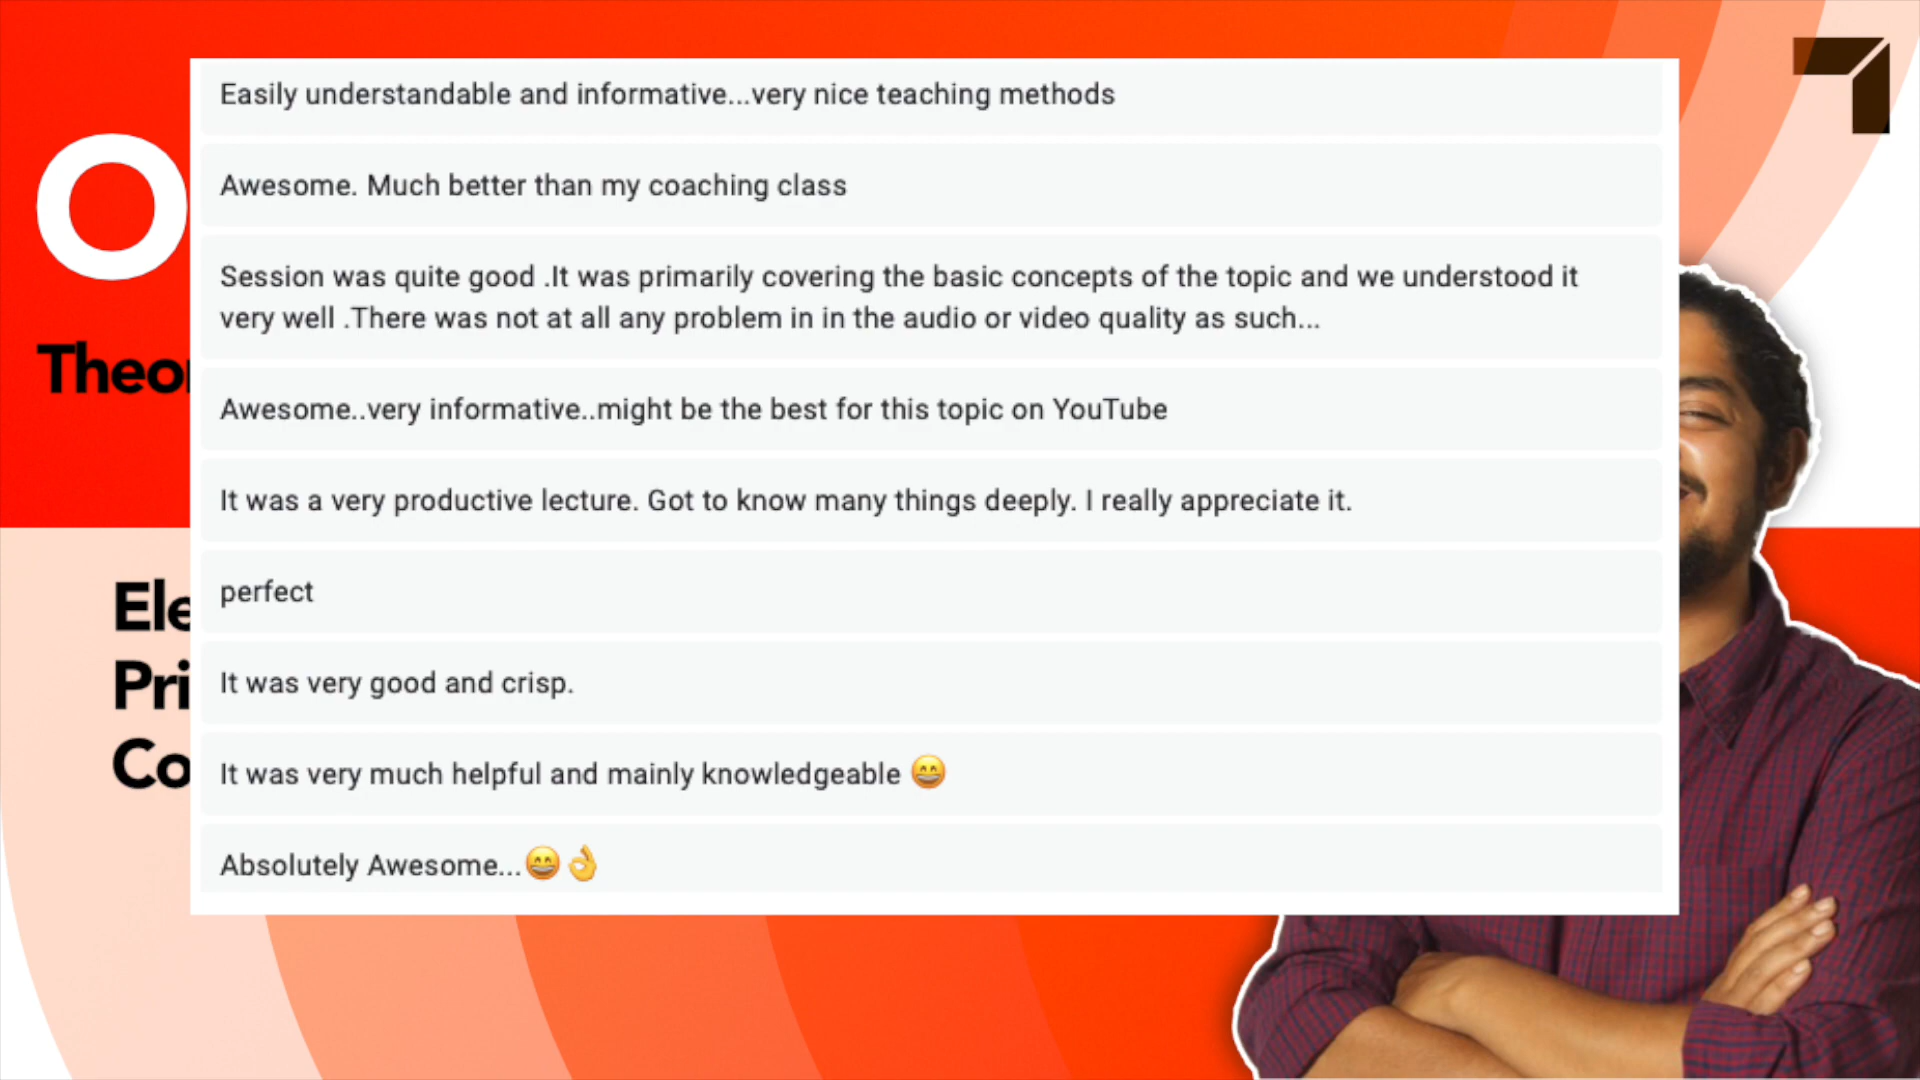 Easily understandable and informative...very nice teaching methods
Awesome. Much better than my coaching class
Session was quite good .It was primarily covering the basic concepts of the topic and we understood it
very well .There was not at all any problem in in the audio or video quality as such...
Awesome..very informative..might be the best for this topic on YouTube
It was a very productive lecture. Got to know many things deeply. I really appreciate it.
perfect
It was very good and crisp.
It was very much helpful and mainly knowledgeable 😄
Absolutely Awesome...😄👌
O
Theor
Ele
Pri
Co